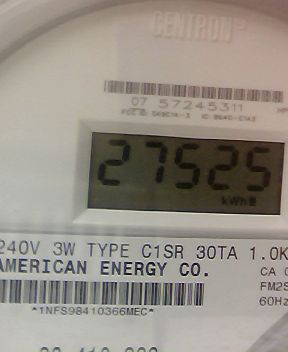 CENTRON
07 57245311
27525
kWh
240V 3W TYPE C1SR 30TA 1.0K
AMERICAN ENERGY CO.
CA 0
FM2S
60Hz
*1NFS98410366MEC*